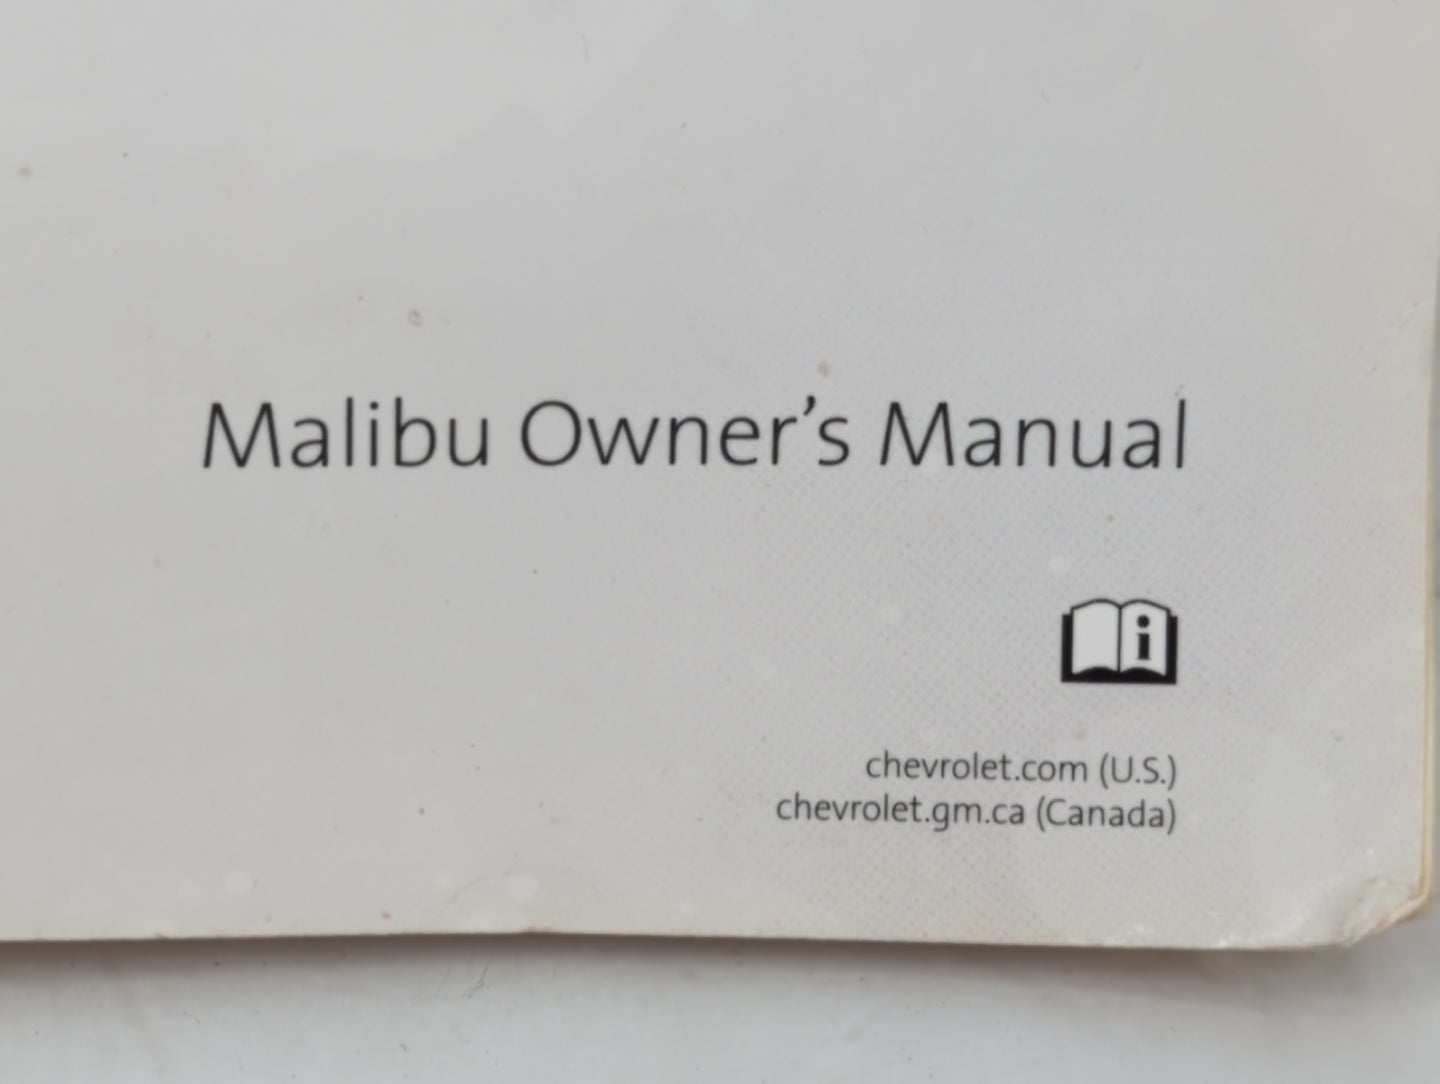 Malibu Owner’s Manual
i
chevrolet.com (U.S.)
chevrolet.gm.ca (Canada)